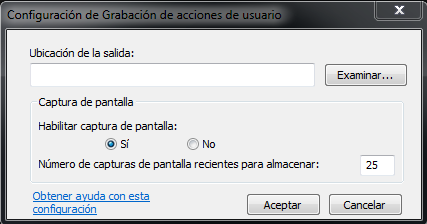 Configuración de Grabación de acciones de usuario
Ubicación de la salida:
Examinar...
Captura de pantalla
Habilitar captura de pantalla:
Sí No
Número de capturas de pantalla recientes para almacenar: 25
Obtener ayuda con esta
configuración
Aceptar Cancelar